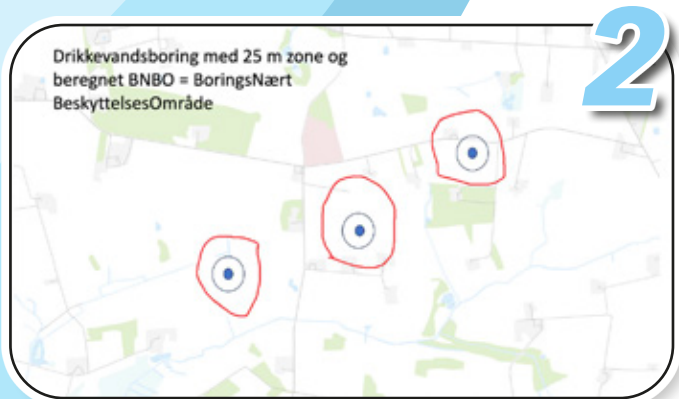 Drikkevandsboring med 25 m zone og
beregnet BNBO = BoringsNært
BeskyttelsesOmråde
2